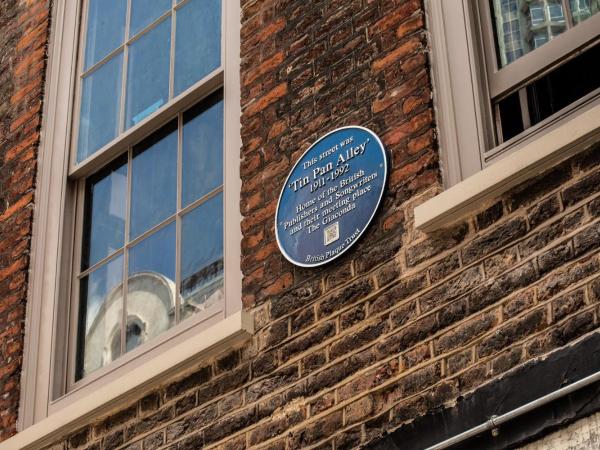 This street was
'Tin Pan Alley'
1911-1992
Home of the British
Publishers and Songwriters
and their meeting place
The Giaconda
British Plaque Trust